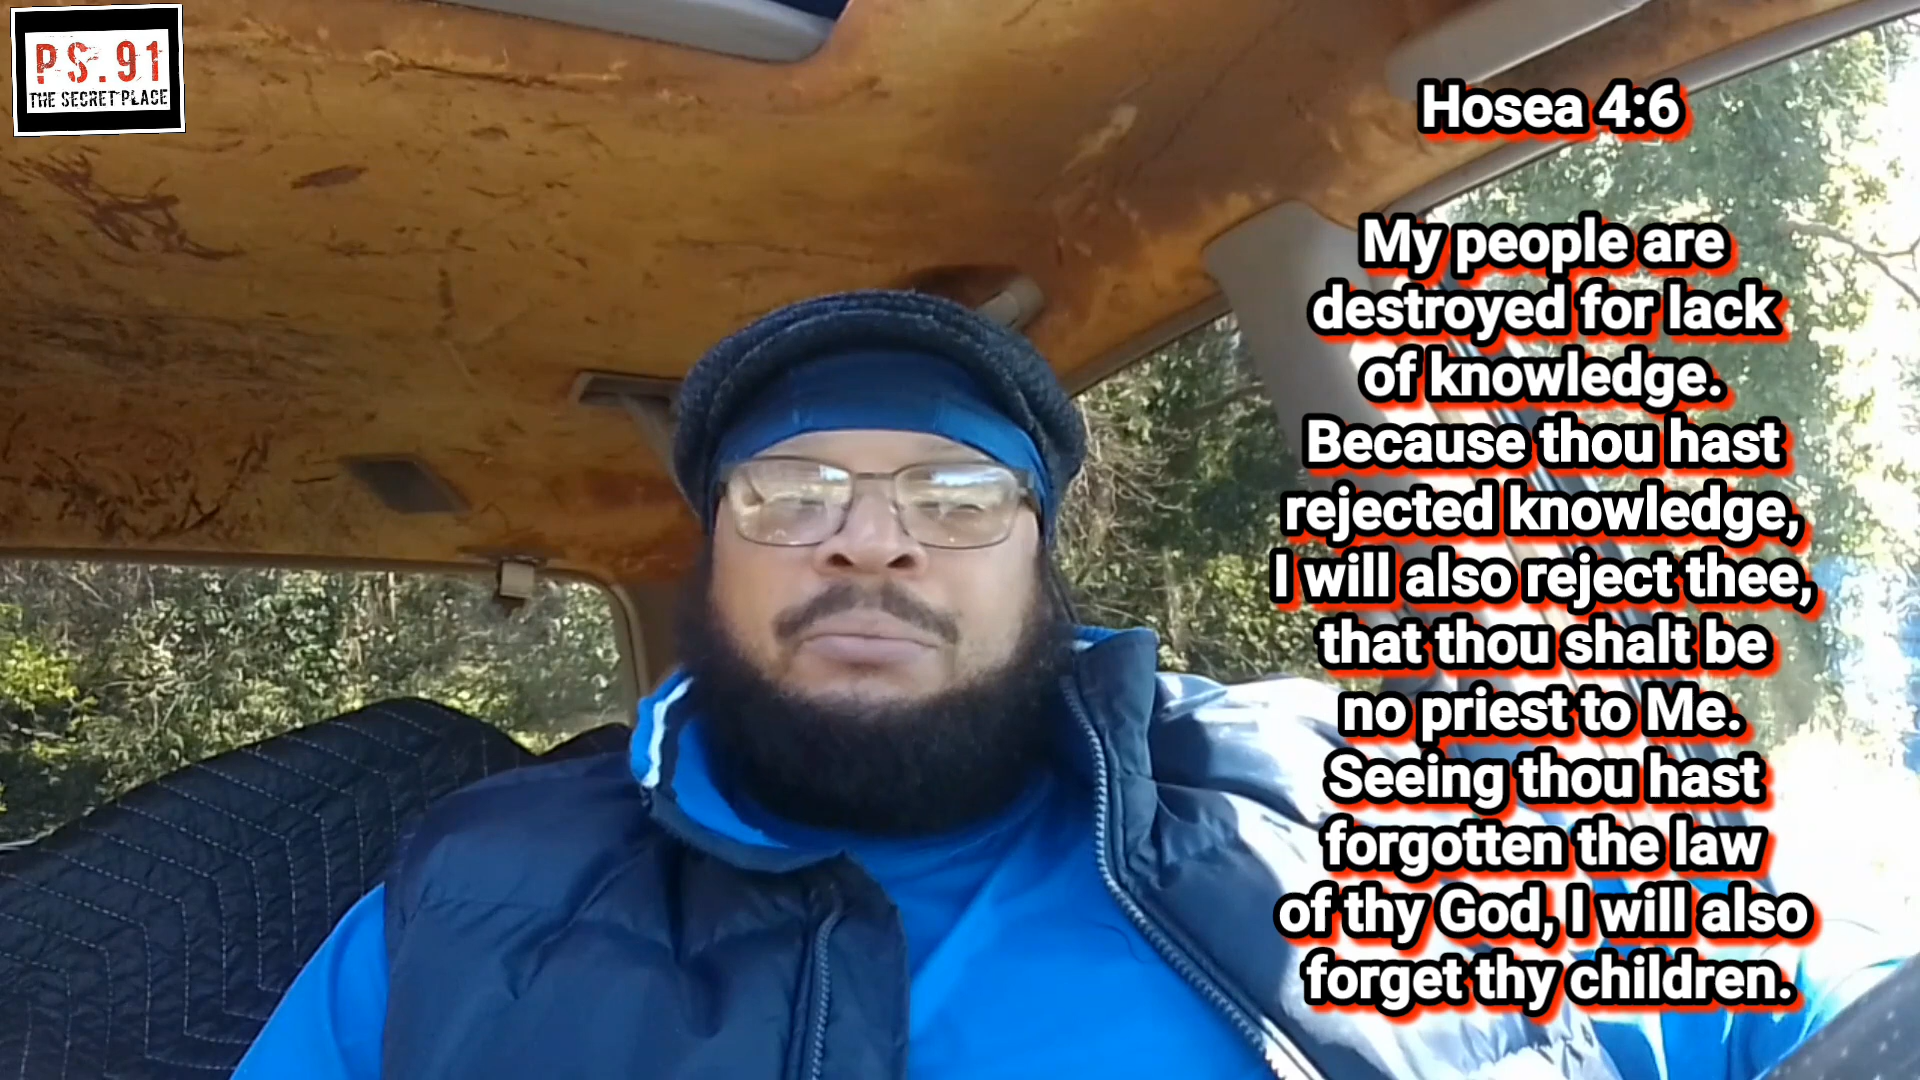 PS.91
THE SECRET PLACE
Hosea 4:6
My people are
destroyed for lack
of knowledge.
Because thou hast
rejected knowledge,
I will also reject thee,
that thou shalt be
no priest to Me.
Seeing thou hast
forgotten the law
of thy God, I will also
forget thy children.